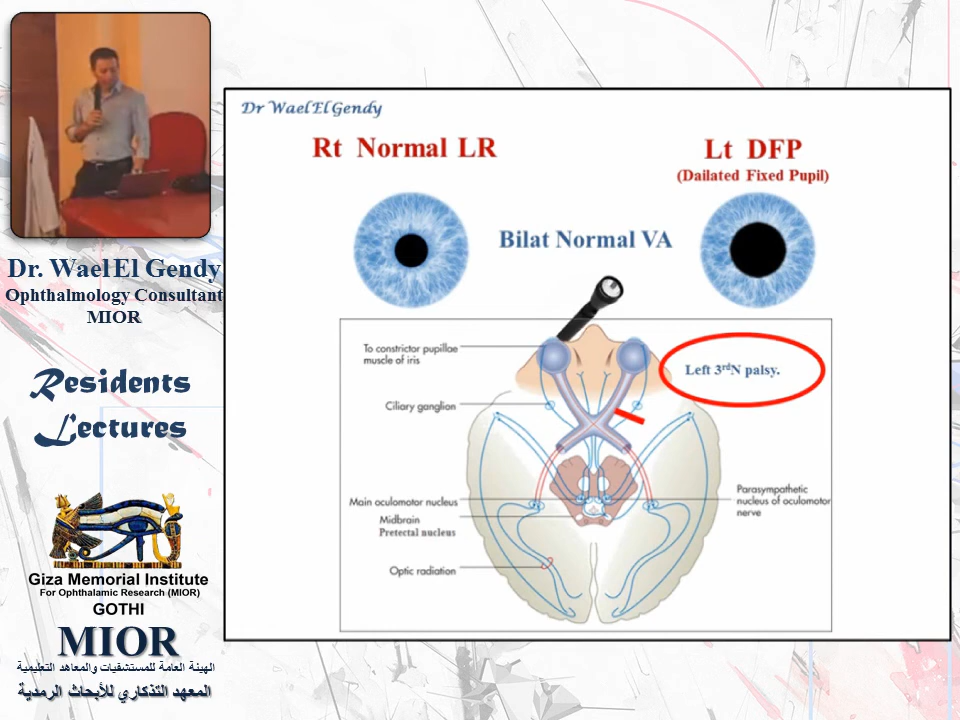 Dr. Wael El Gendy
Ophthalmology Consultant
MIOR
Residents
Lectures
Giza Memorial Institute
For Ophthalamic Research (MIOR)
GOTHI
MIOR
الهيئة العامة للمستشفيات والمعاهد التعليمية
المعهد التذكاري للأبحاث الرمدية
Dr Wael El Gendy
Rt Normal LR
Lt DFP
(Dailated Fixed Pupil)
Bilat Normal VA
To constrictor pupillae
muscle of iris
Left 3rdN palsy.
Ciliary ganglion
Main oculomotor nucleus
Midbrain
Pretectal nucleus
Parasympathetic
nucleus of oculomotor
nerve
Optic radiation